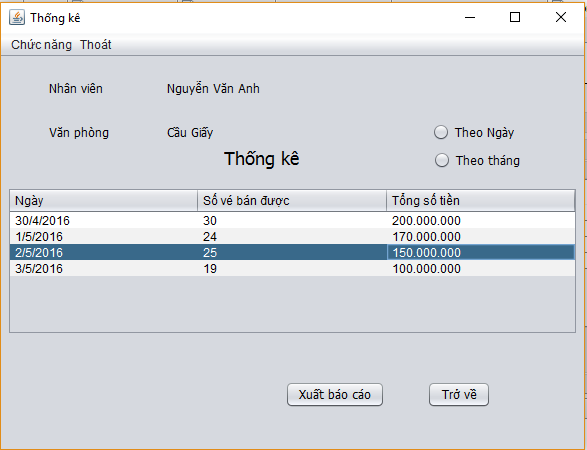 Thống kê
Chức năng Thoát
Nhân viên Nguyễn Văn Anh
Văn phòng Cầu Giấy Theo Ngày
Thống kê Theo tháng
Ngày Số vé bán được Tổng số tiền
30/4/2016 30 200.000.000
1/5/2016 24 170.000.000
2/5/2016 25 150.000.000
3/5/2016 19 100.000.000
Xuất báo cáo Trở về